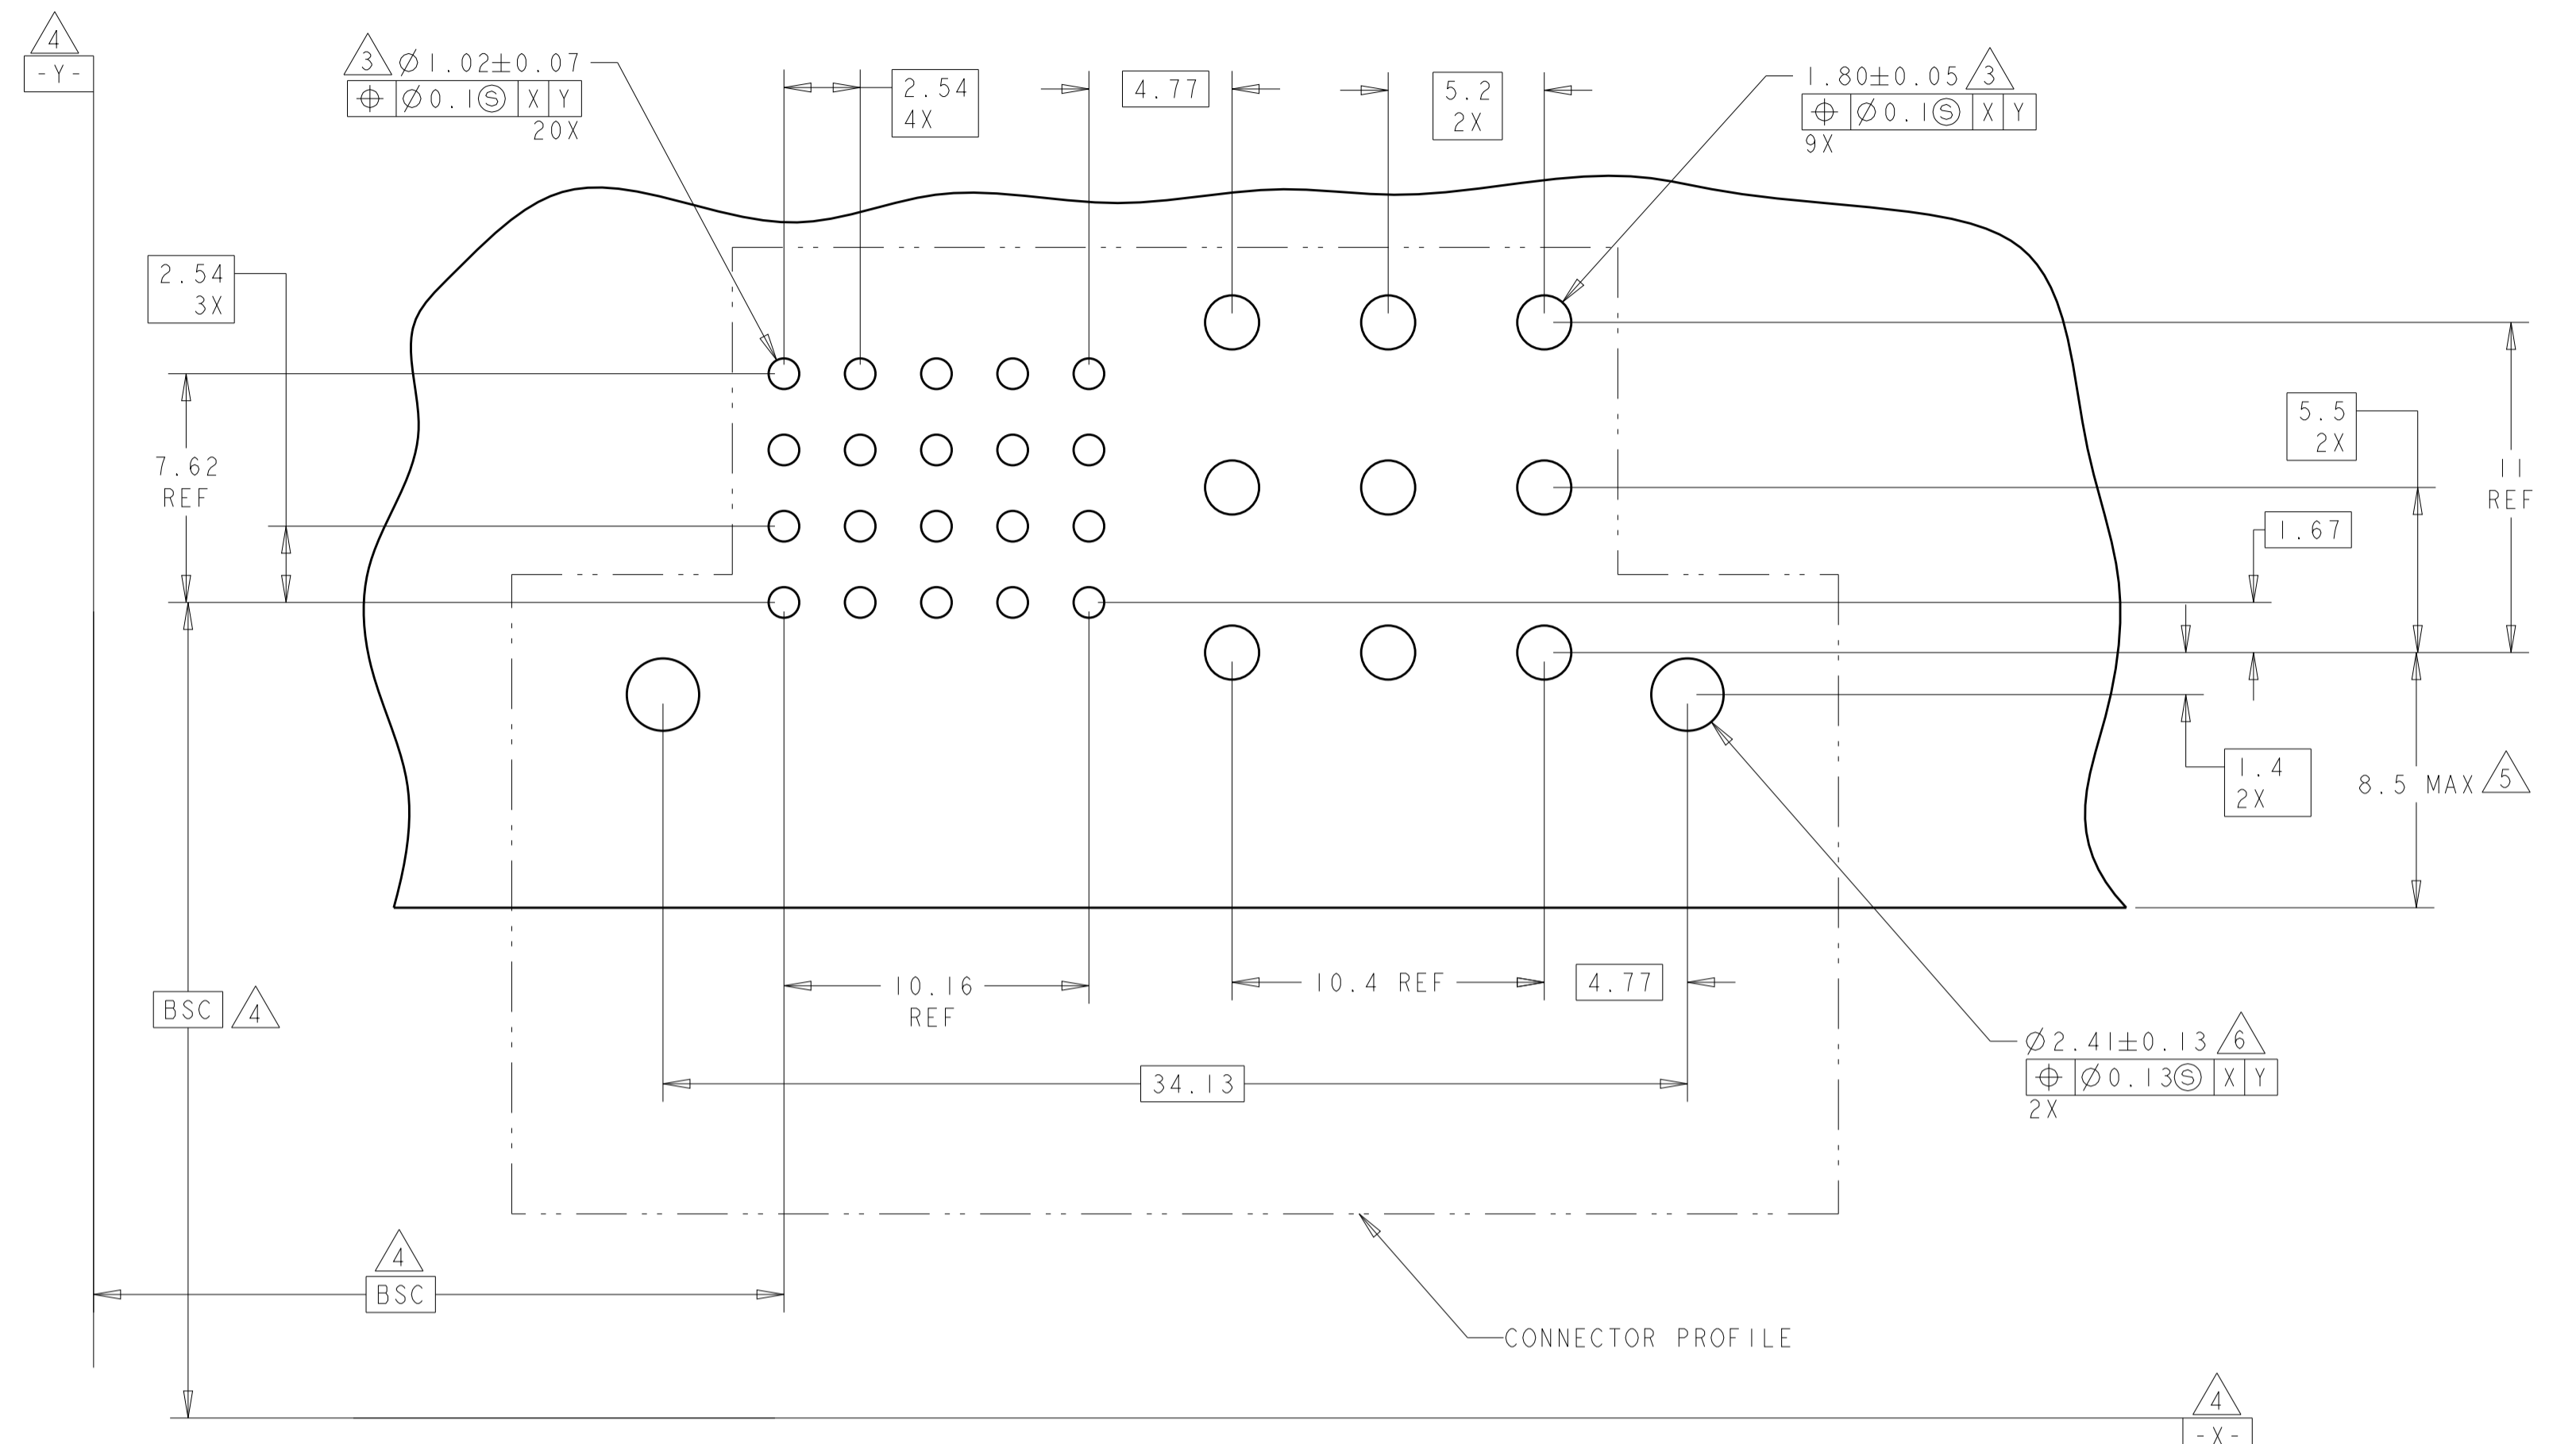 4
-Y-
3 Ø1.02±0.07
⌖ Ø0.1Ⓢ X Y
20X
2.54
4X
4.77
5.2
2X
1.80±0.05 3
⌖ Ø0.1Ⓢ X Y
9X
2.54
3X
7.62
REF
5.5
2X
11
REF
1.67
1.4
2X
8.5 MAX 5
BSC 4
10.16
REF
10.4 REF
4.77
34.13
Ø2.41±0.13 6
⌖ Ø0.13Ⓢ X Y
2X
4
BSC
CONNECTOR PROFILE
4
-X-